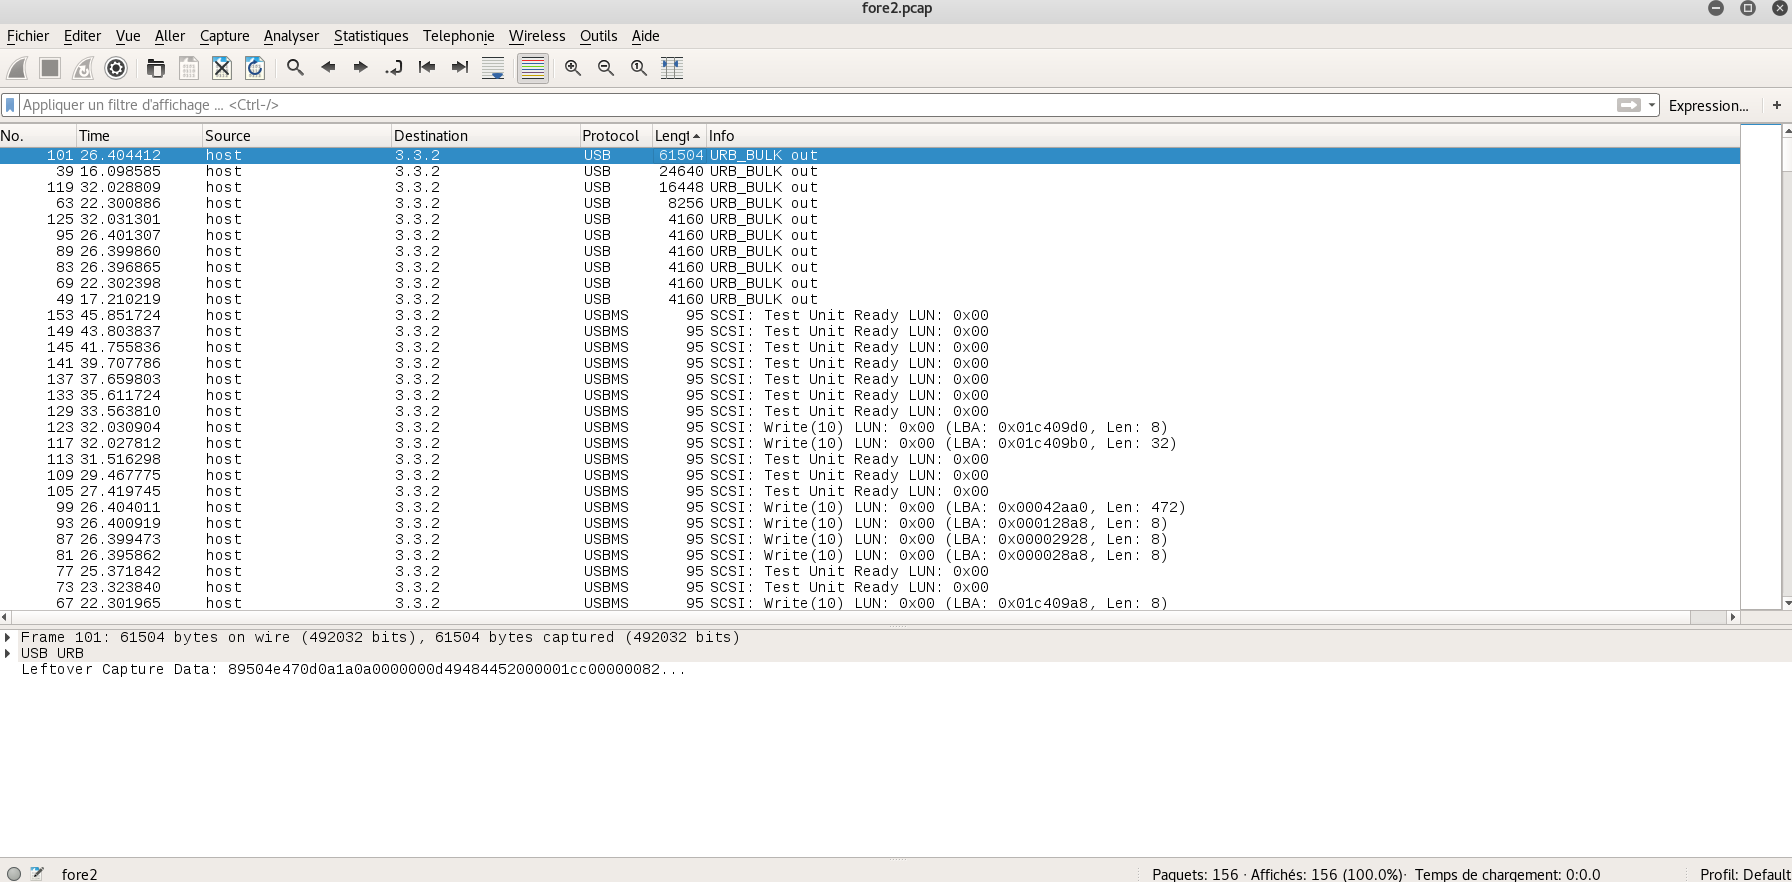 fore2.pcap
Fichier Editer Vue Aller Capture Analyser Statistiques Telephonie Wireless Outils Aide
Appliquer un filtre d'affichage ... <Ctrl-/> Expression... +
No. Time Source Destination Protocol Lengt Info
101 26.404412 host 3.3.2 USB 61504 URB_BULK out
39 16.098585 host 3.3.2 USB 24640 URB_BULK out
119 32.028809 host 3.3.2 USB 16448 URB_BULK out
63 22.300886 host 3.3.2 USB 8256 URB_BULK out
125 32.031301 host 3.3.2 USB 4160 URB_BULK out
95 26.401307 host 3.3.2 USB 4160 URB_BULK out
89 26.399860 host 3.3.2 USB 4160 URB_BULK out
83 26.396865 host 3.3.2 USB 4160 URB_BULK out
69 22.302398 host 3.3.2 USB 4160 URB_BULK out
49 17.210219 host 3.3.2 USB 4160 URB_BULK out
153 45.851724 host 3.3.2 USBMS 95 SCSI: Test Unit Ready LUN: 0x00
149 43.803837 host 3.3.2 USBMS 95 SCSI: Test Unit Ready LUN: 0x00
145 41.755836 host 3.3.2 USBMS 95 SCSI: Test Unit Ready LUN: 0x00
141 39.707786 host 3.3.2 USBMS 95 SCSI: Test Unit Ready LUN: 0x00
137 37.659803 host 3.3.2 USBMS 95 SCSI: Test Unit Ready LUN: 0x00
133 35.611724 host 3.3.2 USBMS 95 SCSI: Test Unit Ready LUN: 0x00
129 33.563810 host 3.3.2 USBMS 95 SCSI: Test Unit Ready LUN: 0x00
123 32.030904 host 3.3.2 USBMS 95 SCSI: Write(10) LUN: 0x00 (LBA: 0x01c409d0, Len: 8)
117 32.027812 host 3.3.2 USBMS 95 SCSI: Write(10) LUN: 0x00 (LBA: 0x01c409b0, Len: 32)
113 31.516298 host 3.3.2 USBMS 95 SCSI: Test Unit Ready LUN: 0x00
109 29.467775 host 3.3.2 USBMS 95 SCSI: Test Unit Ready LUN: 0x00
105 27.419745 host 3.3.2 USBMS 95 SCSI: Test Unit Ready LUN: 0x00
99 26.404011 host 3.3.2 USBMS 95 SCSI: Write(10) LUN: 0x00 (LBA: 0x00042aa0, Len: 472)
93 26.400919 host 3.3.2 USBMS 95 SCSI: Write(10) LUN: 0x00 (LBA: 0x000128a8, Len: 8)
87 26.399473 host 3.3.2 USBMS 95 SCSI: Write(10) LUN: 0x00 (LBA: 0x00002928, Len: 8)
81 26.395862 host 3.3.2 USBMS 95 SCSI: Write(10) LUN: 0x00 (LBA: 0x000028a8, Len: 8)
77 25.371842 host 3.3.2 USBMS 95 SCSI: Test Unit Ready LUN: 0x00
73 23.323840 host 3.3.2 USBMS 95 SCSI: Test Unit Ready LUN: 0x00
67 22.301965 host 3.3.2 USBMS 95 SCSI: Write(10) LUN: 0x00 (LBA: 0x01c409a8, Len: 8)
Frame 101: 61504 bytes on wire (492032 bits), 61504 bytes captured (492032 bits)
USB URB
Leftover Capture Data: 89504e470d0a1a0a0000000d49484452000001cc00000082...
fore2 Paquets: 156 · Affichés: 156 (100.0%)· Temps de chargement: 0:0.0 Profil: Default